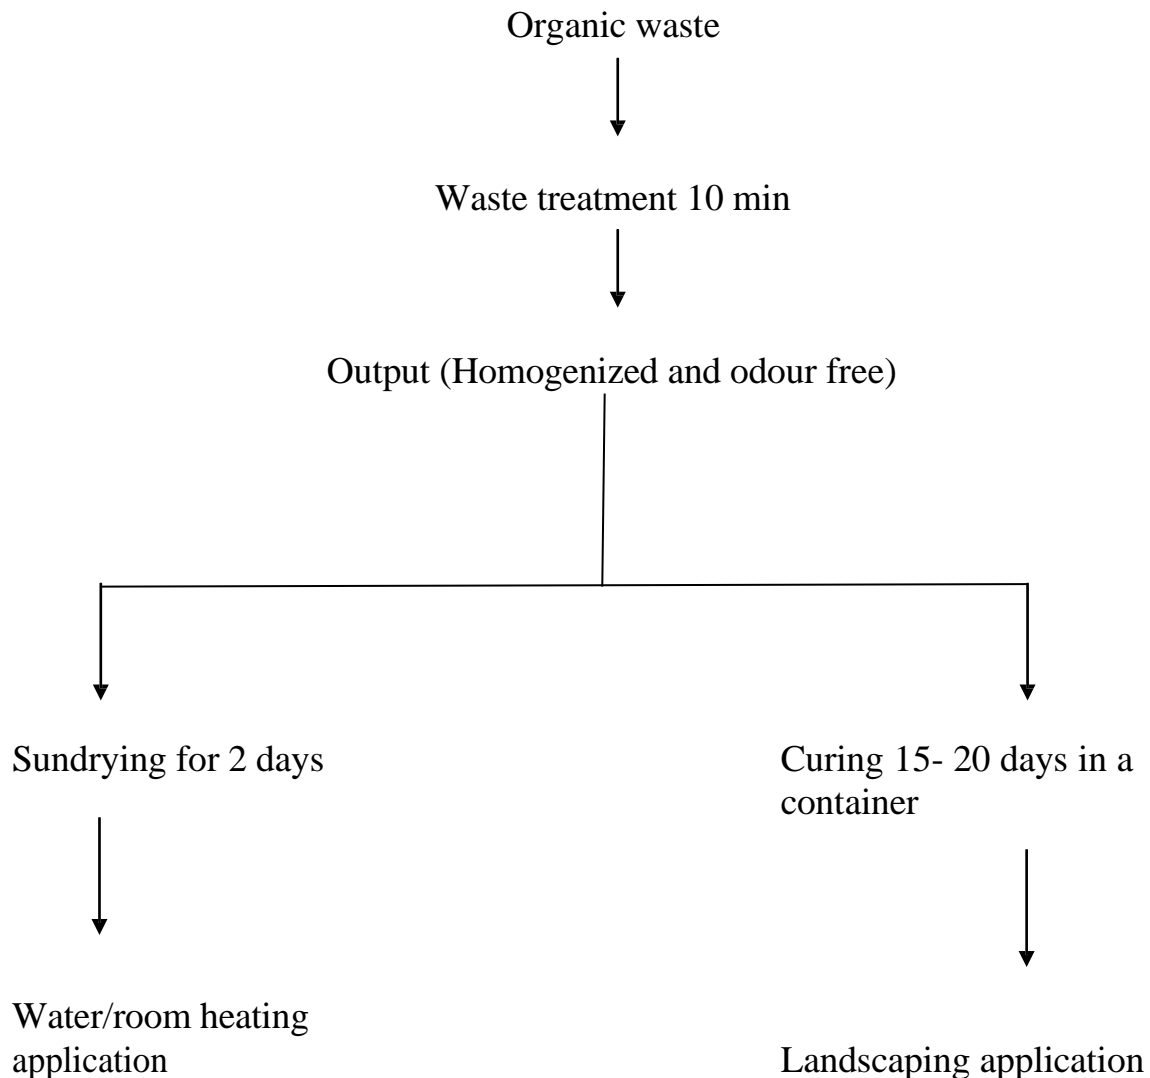 Organic waste
Waste treatment 10 min
Output (Homogenized and odour free)
Sundrying for 2 days
Curing 15- 20 days in a
container
Water/room heating
application
Landscaping application